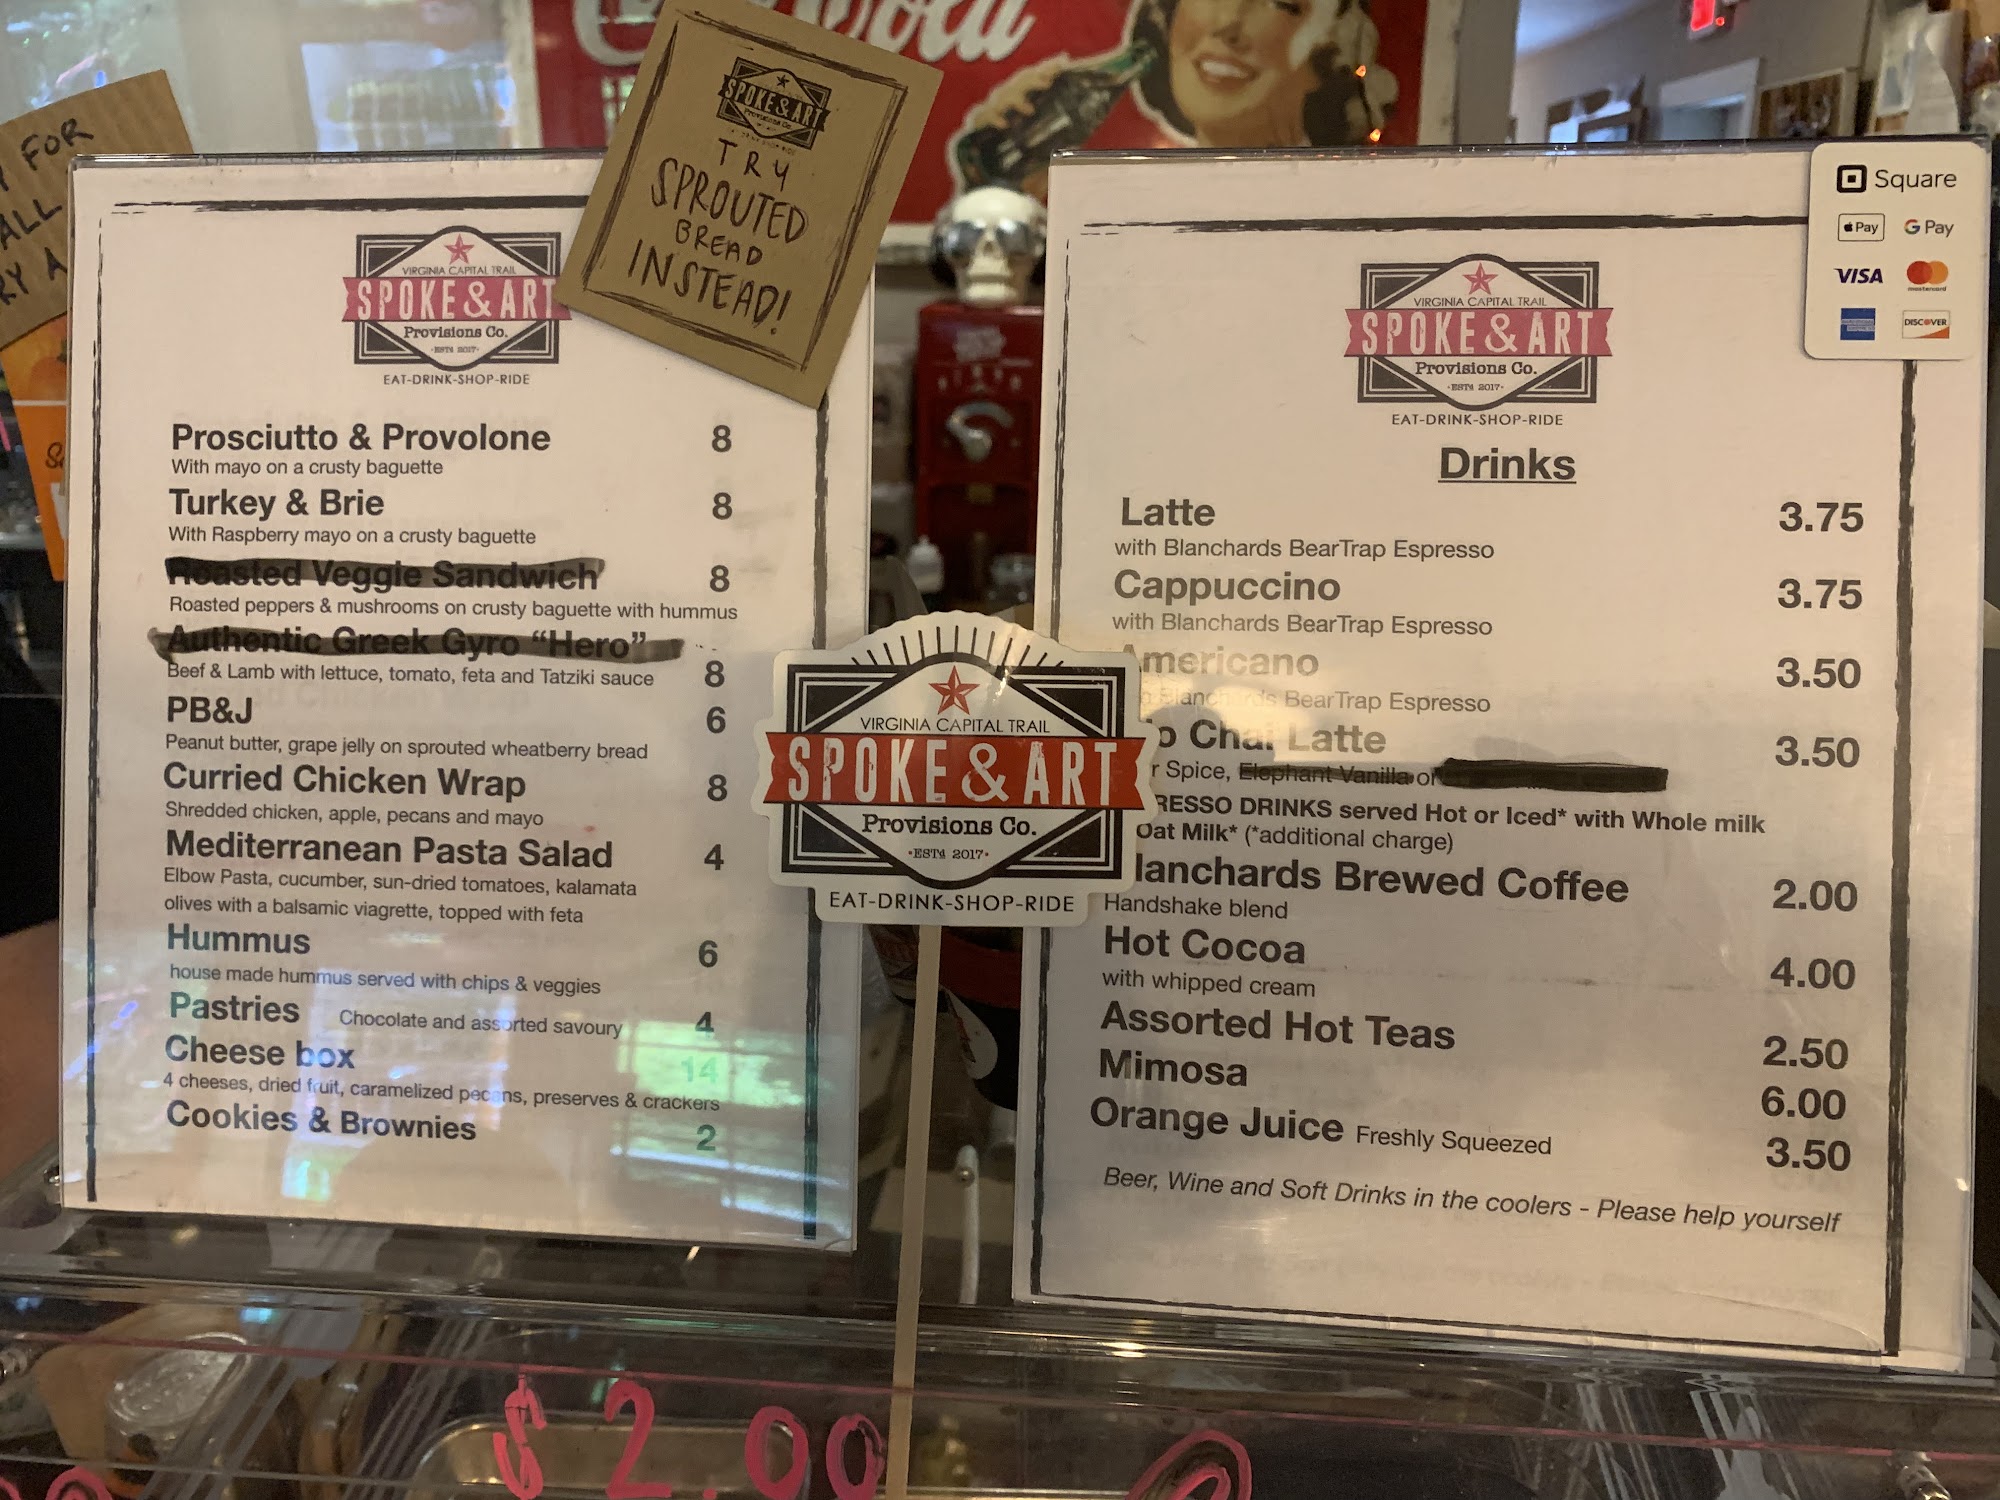 Coca-Cola
FOR
ALL
SPOKE & ART
Provisions Co.
TRY
SPROUTED
BREAD
INSTEAD!
VIRGINIA CAPITAL TRAIL
SPOKE & ART
Provisions Co.
·ESTd 2017·
EAT-DRINK-SHOP-RIDE
Prosciutto & Provolone 8
With mayo on a crusty baguette
Turkey & Brie 8
With Raspberry mayo on a crusty baguette
Roasted Veggie Sandwich 8
Roasted peppers & mushrooms on crusty baguette with hummus
Authentic Greek Gyro “Hero”
Beef & Lamb with lettuce, tomato, feta and Tatziki sauce 8
PB&J 6
Peanut butter, grape jelly on sprouted wheatberry bread
Curried Chicken Wrap 8
Shredded chicken, apple, pecans and mayo
Mediterranean Pasta Salad 4
Elbow Pasta, cucumber, sun-dried tomatoes, kalamata
olives with a balsamic viagrette, topped with feta
Hummus 6
house made hummus served with chips & veggies
Pastries Chocolate and assorted savoury 4
Cheese box 14
4 cheeses, dried fruit, caramelized pecans, preserves & crackers
Cookies & Brownies 2
VIRGINIA CAPITAL TRAIL
SPOKE & ART
Provisions Co.
·ESTd 2017·
EAT-DRINK-SHOP-RIDE
Square
Pay G Pay
VISA mastercard
DISCOVER
VIRGINIA CAPITAL TRAIL
SPOKE & ART
Provisions Co.
·ESTd 2017·
EAT-DRINK-SHOP-RIDE
Drinks
Latte 3.75
with Blanchards BearTrap Espresso
Cappuccino 3.75
with Blanchards BearTrap Espresso
Americano 3.50
Blanchards BearTrap Espresso
Chai Latte 3.50
Spice, Elephant Vanilla or
RESSO DRINKS served Hot or Iced* with Whole milk
Oat Milk* (*additional charge)
lanchards Brewed Coffee 2.00
Handshake blend
Hot Cocoa 4.00
with whipped cream
Assorted Hot Teas 2.50
Mimosa 6.00
Orange Juice Freshly Squeezed 3.50
Beer, Wine and Soft Drinks in the coolers - Please help yourself
$2.00